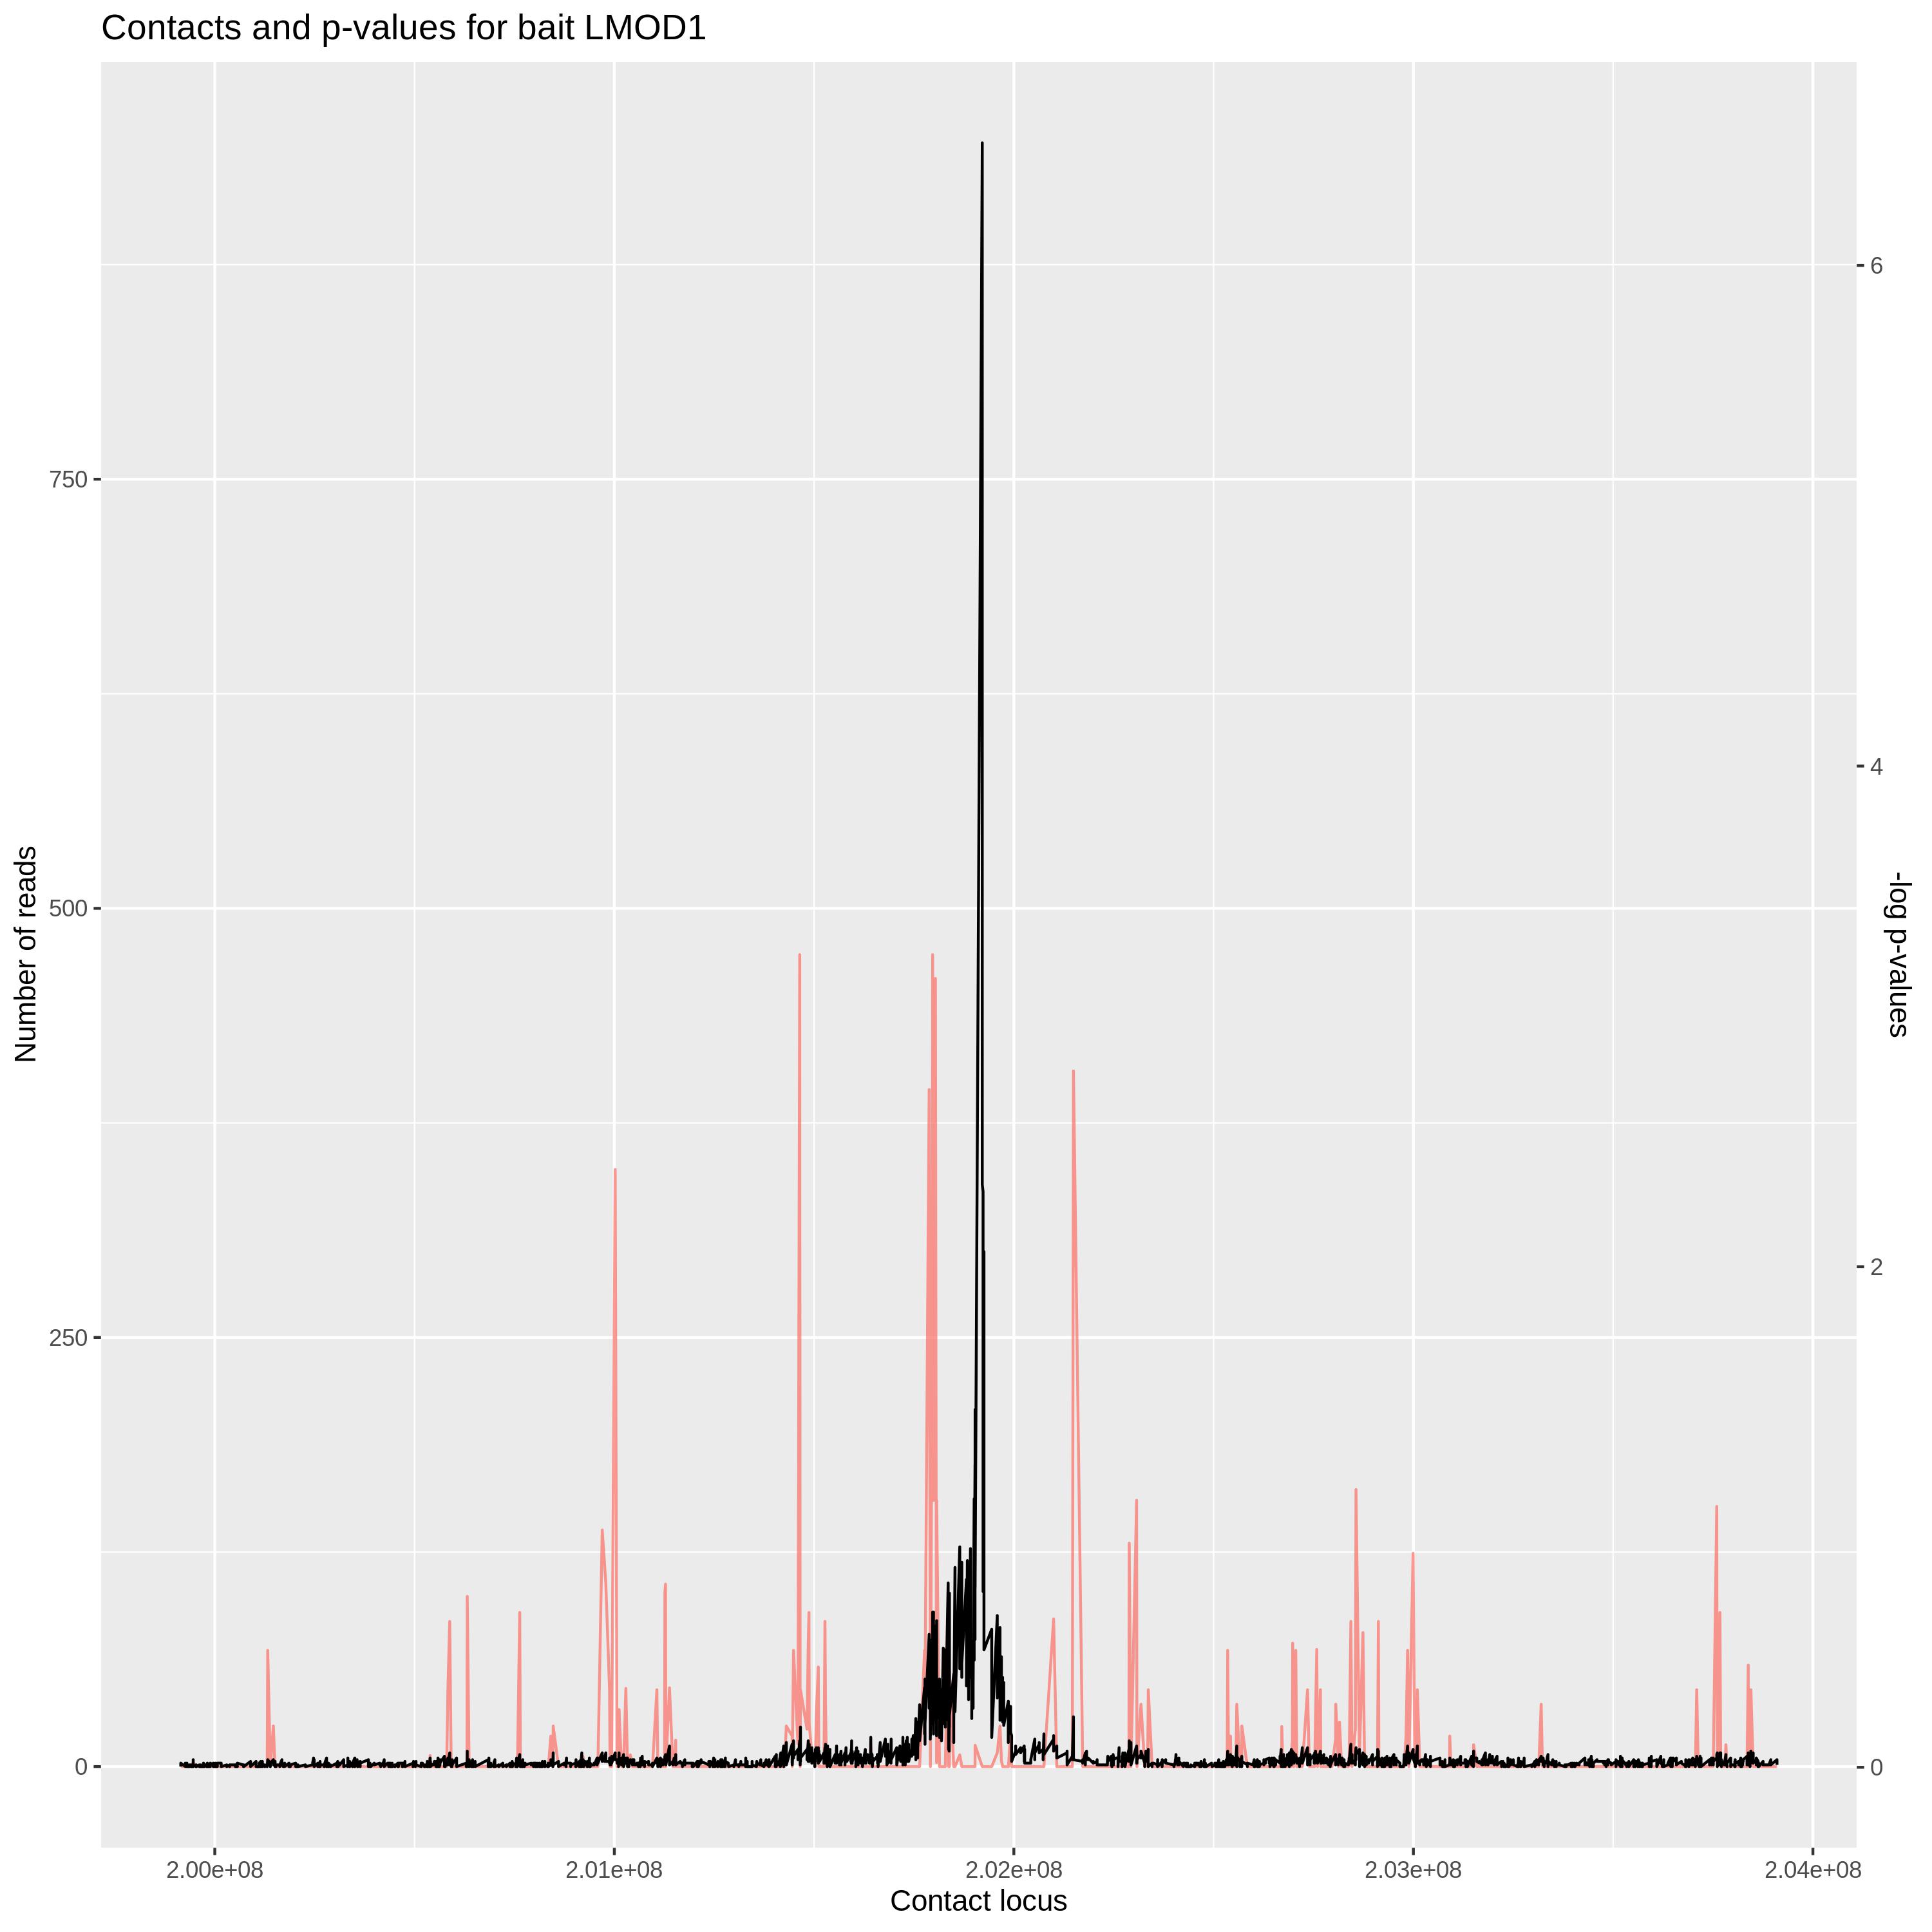 Contacts and p-values for bait LMOD1
750
500
250
0
Number of reads
6
4
2
0
-log p-values
2.00e+08
2.01e+08
2.02e+08
2.03e+08
2.04e+08
Contact locus